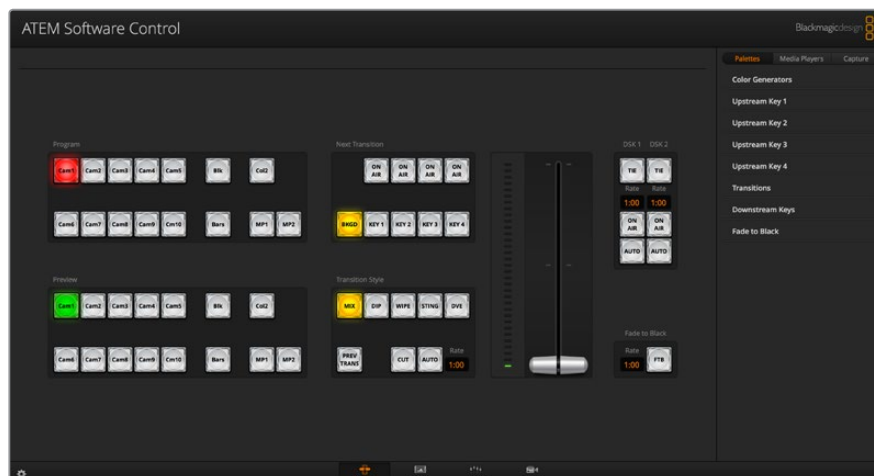 ATEM Software Control
Blackmagicdesign
Palettes Media Players Capture
Color Generators
Upstream Key 1
Upstream Key 2
Upstream Key 3
Upstream Key 4
Transitions
Downstream Keys
Fade to Black
Program
Cam1 Cam2 Cam3 Cam4 Cam5 Blk Col2
Cam6 Cam7 Cam8 Cam9 Cm10 Bars MP1 MP2
Next Transition
ON AIR ON AIR ON AIR ON AIR
BKGD KEY 1 KEY 2 KEY 3 KEY 4
DSK 1 DSK 2
TIE TIE
Rate Rate
1:00 1:00
ON AIR ON AIR
AUTO AUTO
Preview
Cam1 Cam2 Cam3 Cam4 Cam5 Blk Col2
Cam6 Cam7 Cam8 Cam9 Cm10 Bars MP1 MP2
Transition Style
MIX DIP WIPE STING DVE
PREV TRANS CUT AUTO Rate 1:00
Fade to Black
Rate
1:00 FTB